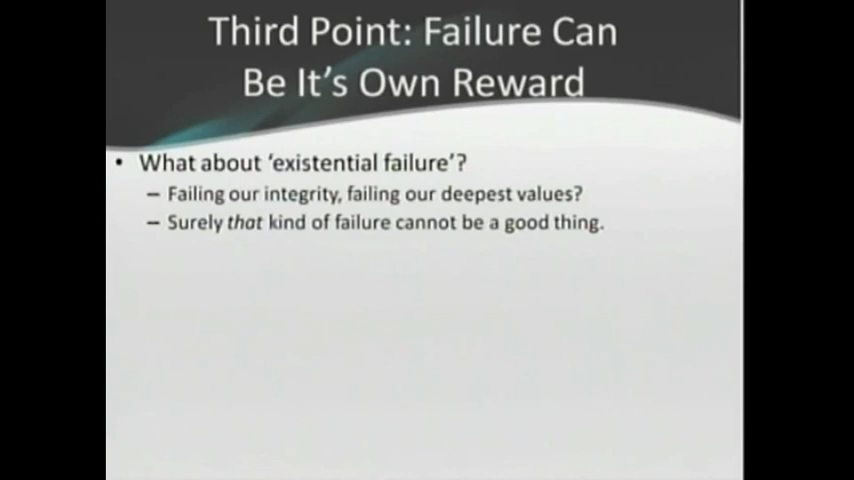 Third Point: Failure Can
Be It's Own Reward
• What about ‘existential failure’?
– Failing our integrity, failing our deepest values?
– Surely that kind of failure cannot be a good thing.